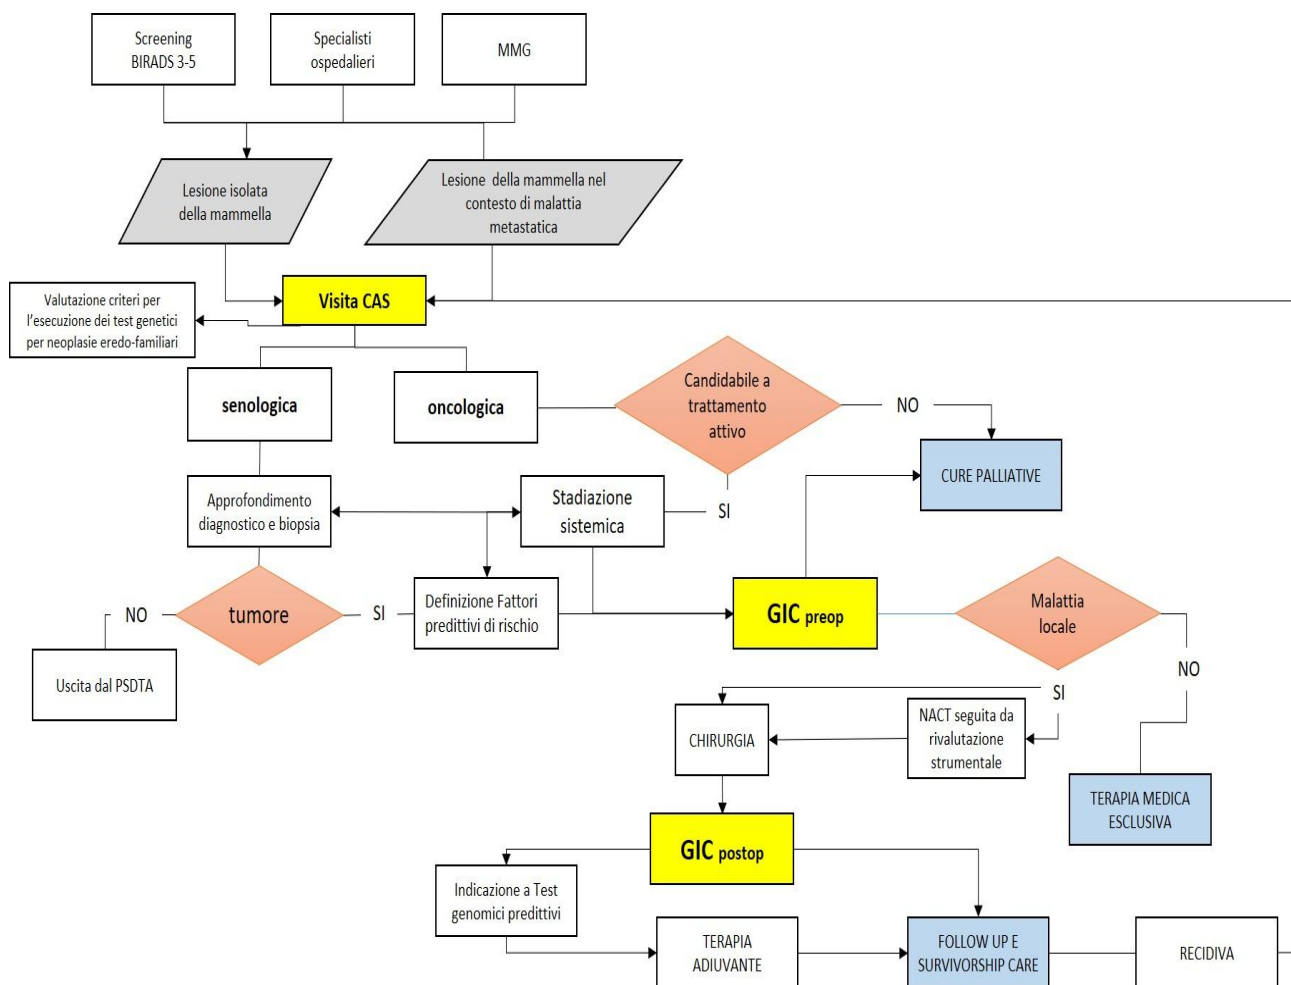 Screening
BIRADS 3-5
Specialisti
ospedalieri
MMG
Lesione isolata
della mammella
Lesione della mammella nel
contesto di malattia
metastatica
Visita CAS
Valutazione criteri per
l'esecuzione dei test genetici
per neoplasie eredo-familiari
senologica
oncologica
Candidabile a
trattamento
attivo
NO
CURE PALLIATIVE
SI
Approfondimento
diagnostico e biopsia
Stadiazione
sistemica
NO
tumore
SI
Definizione Fattori
predittivi di rischio
GIC preop
Malattia
locale
NO
Uscita dal PSDTA
SI
CHIRURGIA
NACT seguita da
rivalutazione
strumentale
TERAPIA MEDICA
ESCLUSIVA
GIC postop
Indicazione a Test
genomici predittivi
TERAPIA
ADIUVANTE
FOLLOW UP E
SURVIVORSHIP CARE
RECIDIVA